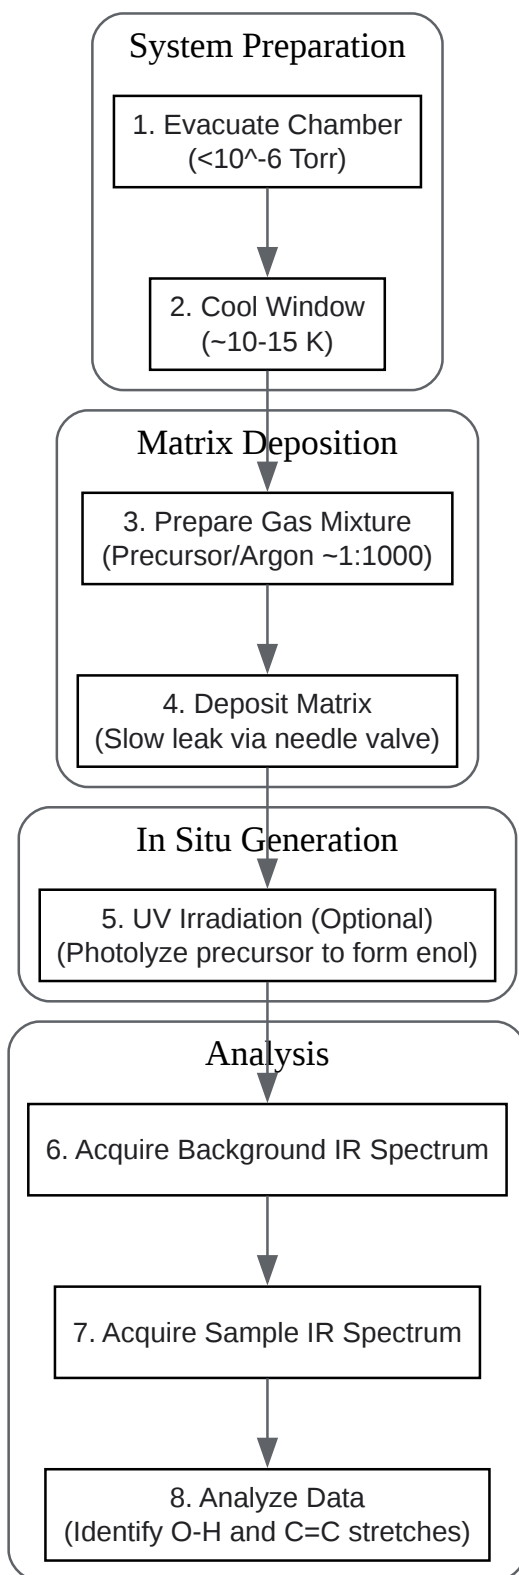 System Preparation
1. Evacuate Chamber
(<10^-6 Torr)
2. Cool Window
(~10-15 K)
Matrix Deposition
3. Prepare Gas Mixture
(Precursor/Argon ~1:1000)
4. Deposit Matrix
(Slow leak via needle valve)
In Situ Generation
5. UV Irradiation (Optional)
(Photolyze precursor to form enol)
Analysis
6. Acquire Background IR Spectrum
7. Acquire Sample IR Spectrum
8. Analyze Data
(Identify O-H and C=C stretches)